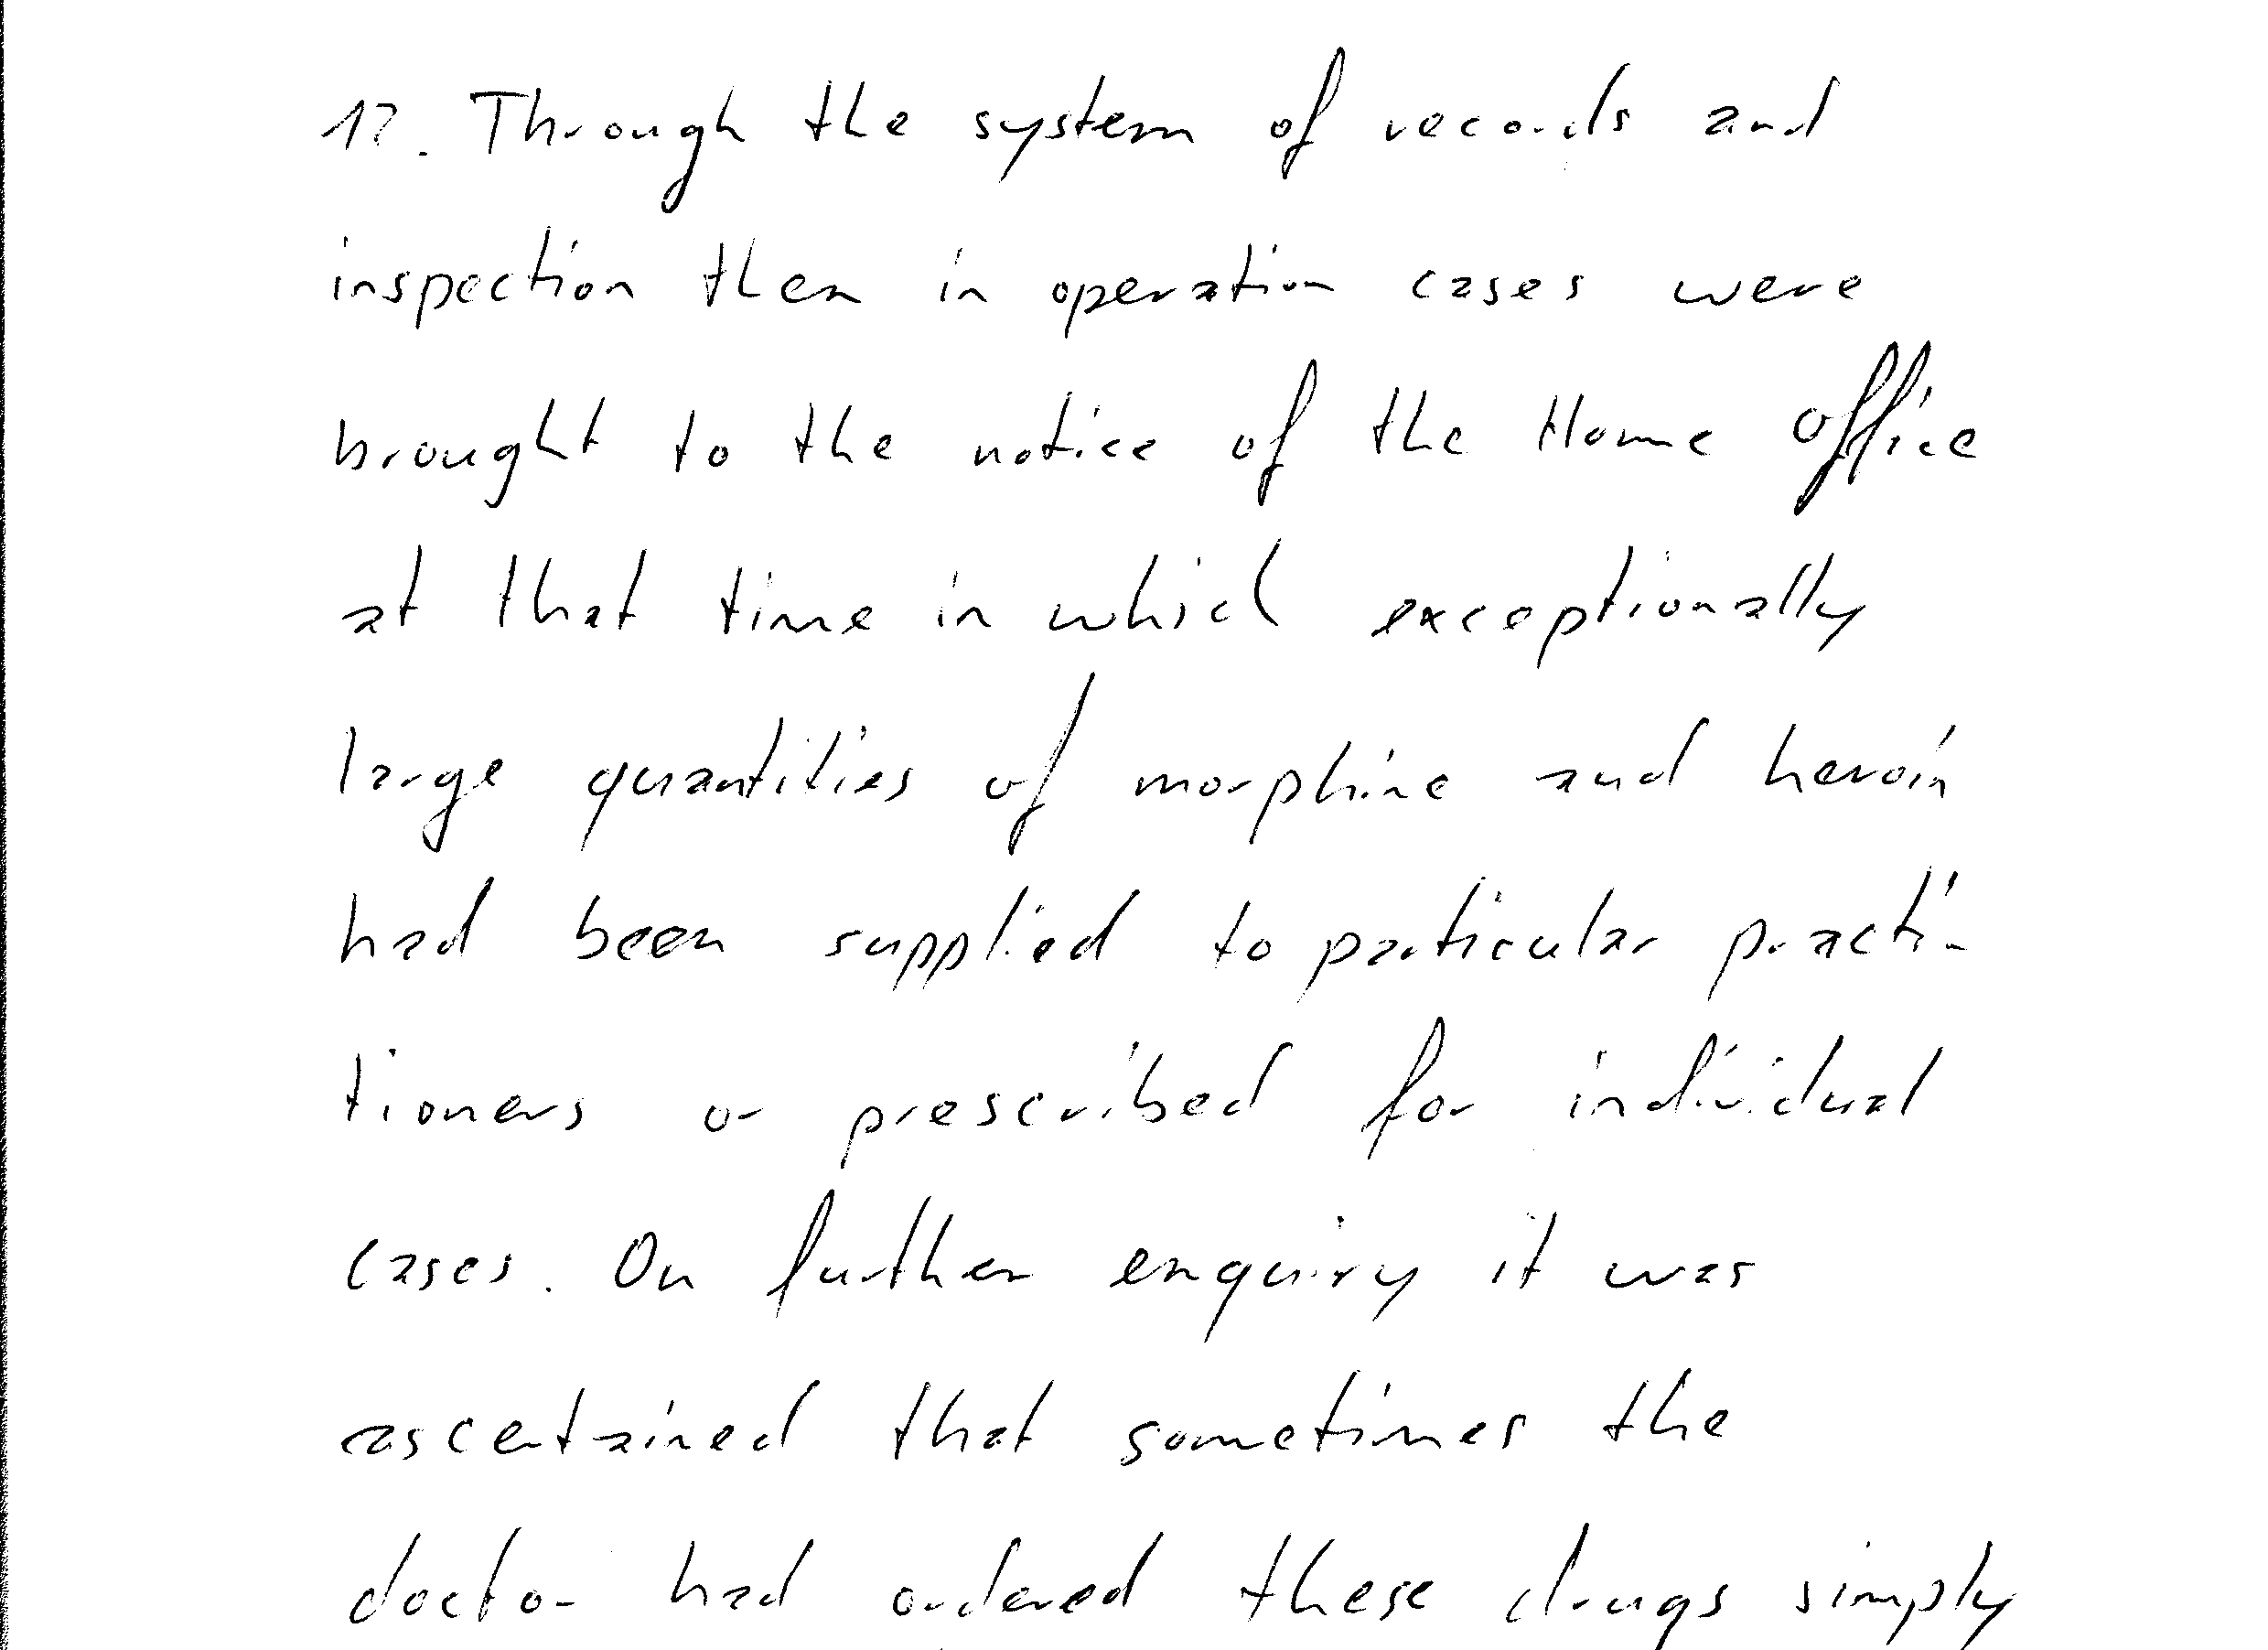 17. Through the system of records and
inspection then in operation cases were
brought to the notice of the Home Office
at that time in which exceptionally
large quantities of morphine and heroin
had been supplied to particular practi-
tioners or prescribed for individual
cases. On further enquiry it was
ascertained that sometimes the
doctor had ordered these drugs simply